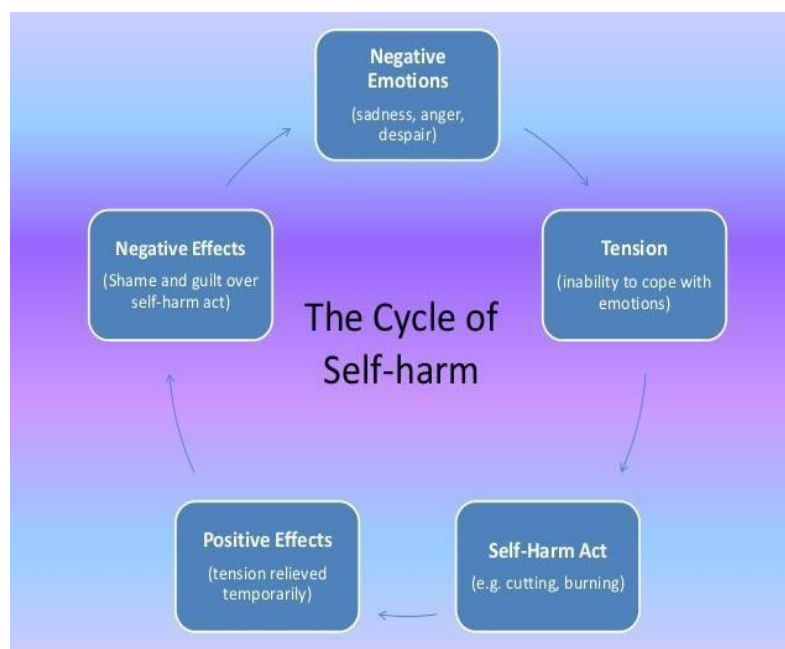 Negative
Emotions
(sadness, anger,
despair)
Tension
(inability to cope with
emotions)
Self-Harm Act
(e.g. cutting, burning)
Positive Effects
(tension relieved
temporarily)
Negative Effects
(Shame and guilt over
self-harm act)
The Cycle of
Self-harm